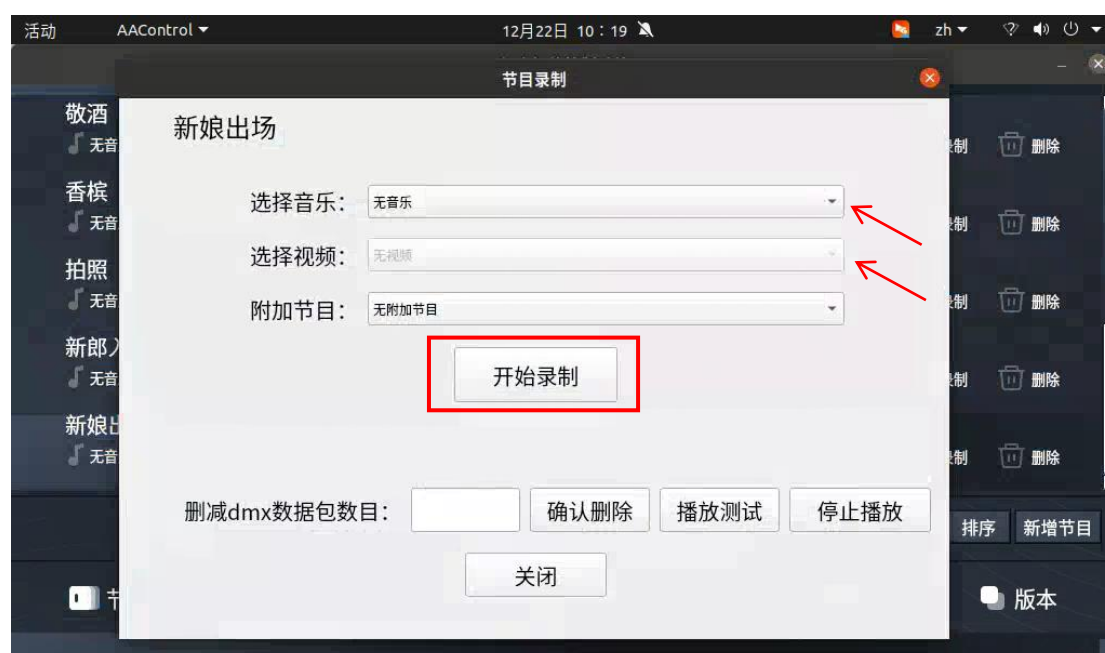 活动 AAControl 12月22日 10：19 zh
节目录制
敬酒
无音
新娘出场
制
删除
香槟
无音
选择音乐： 无音乐
制
删除
选择视频： 无视频
拍照
无音
附加节目： 无附加节目
制
删除
新郎入
无音
开始录制
制
删除
新娘出
无音
制
删除
删减dmx数据包数目： 确认删除 播放测试 停止播放
排序 新增节目
关闭
节
版本